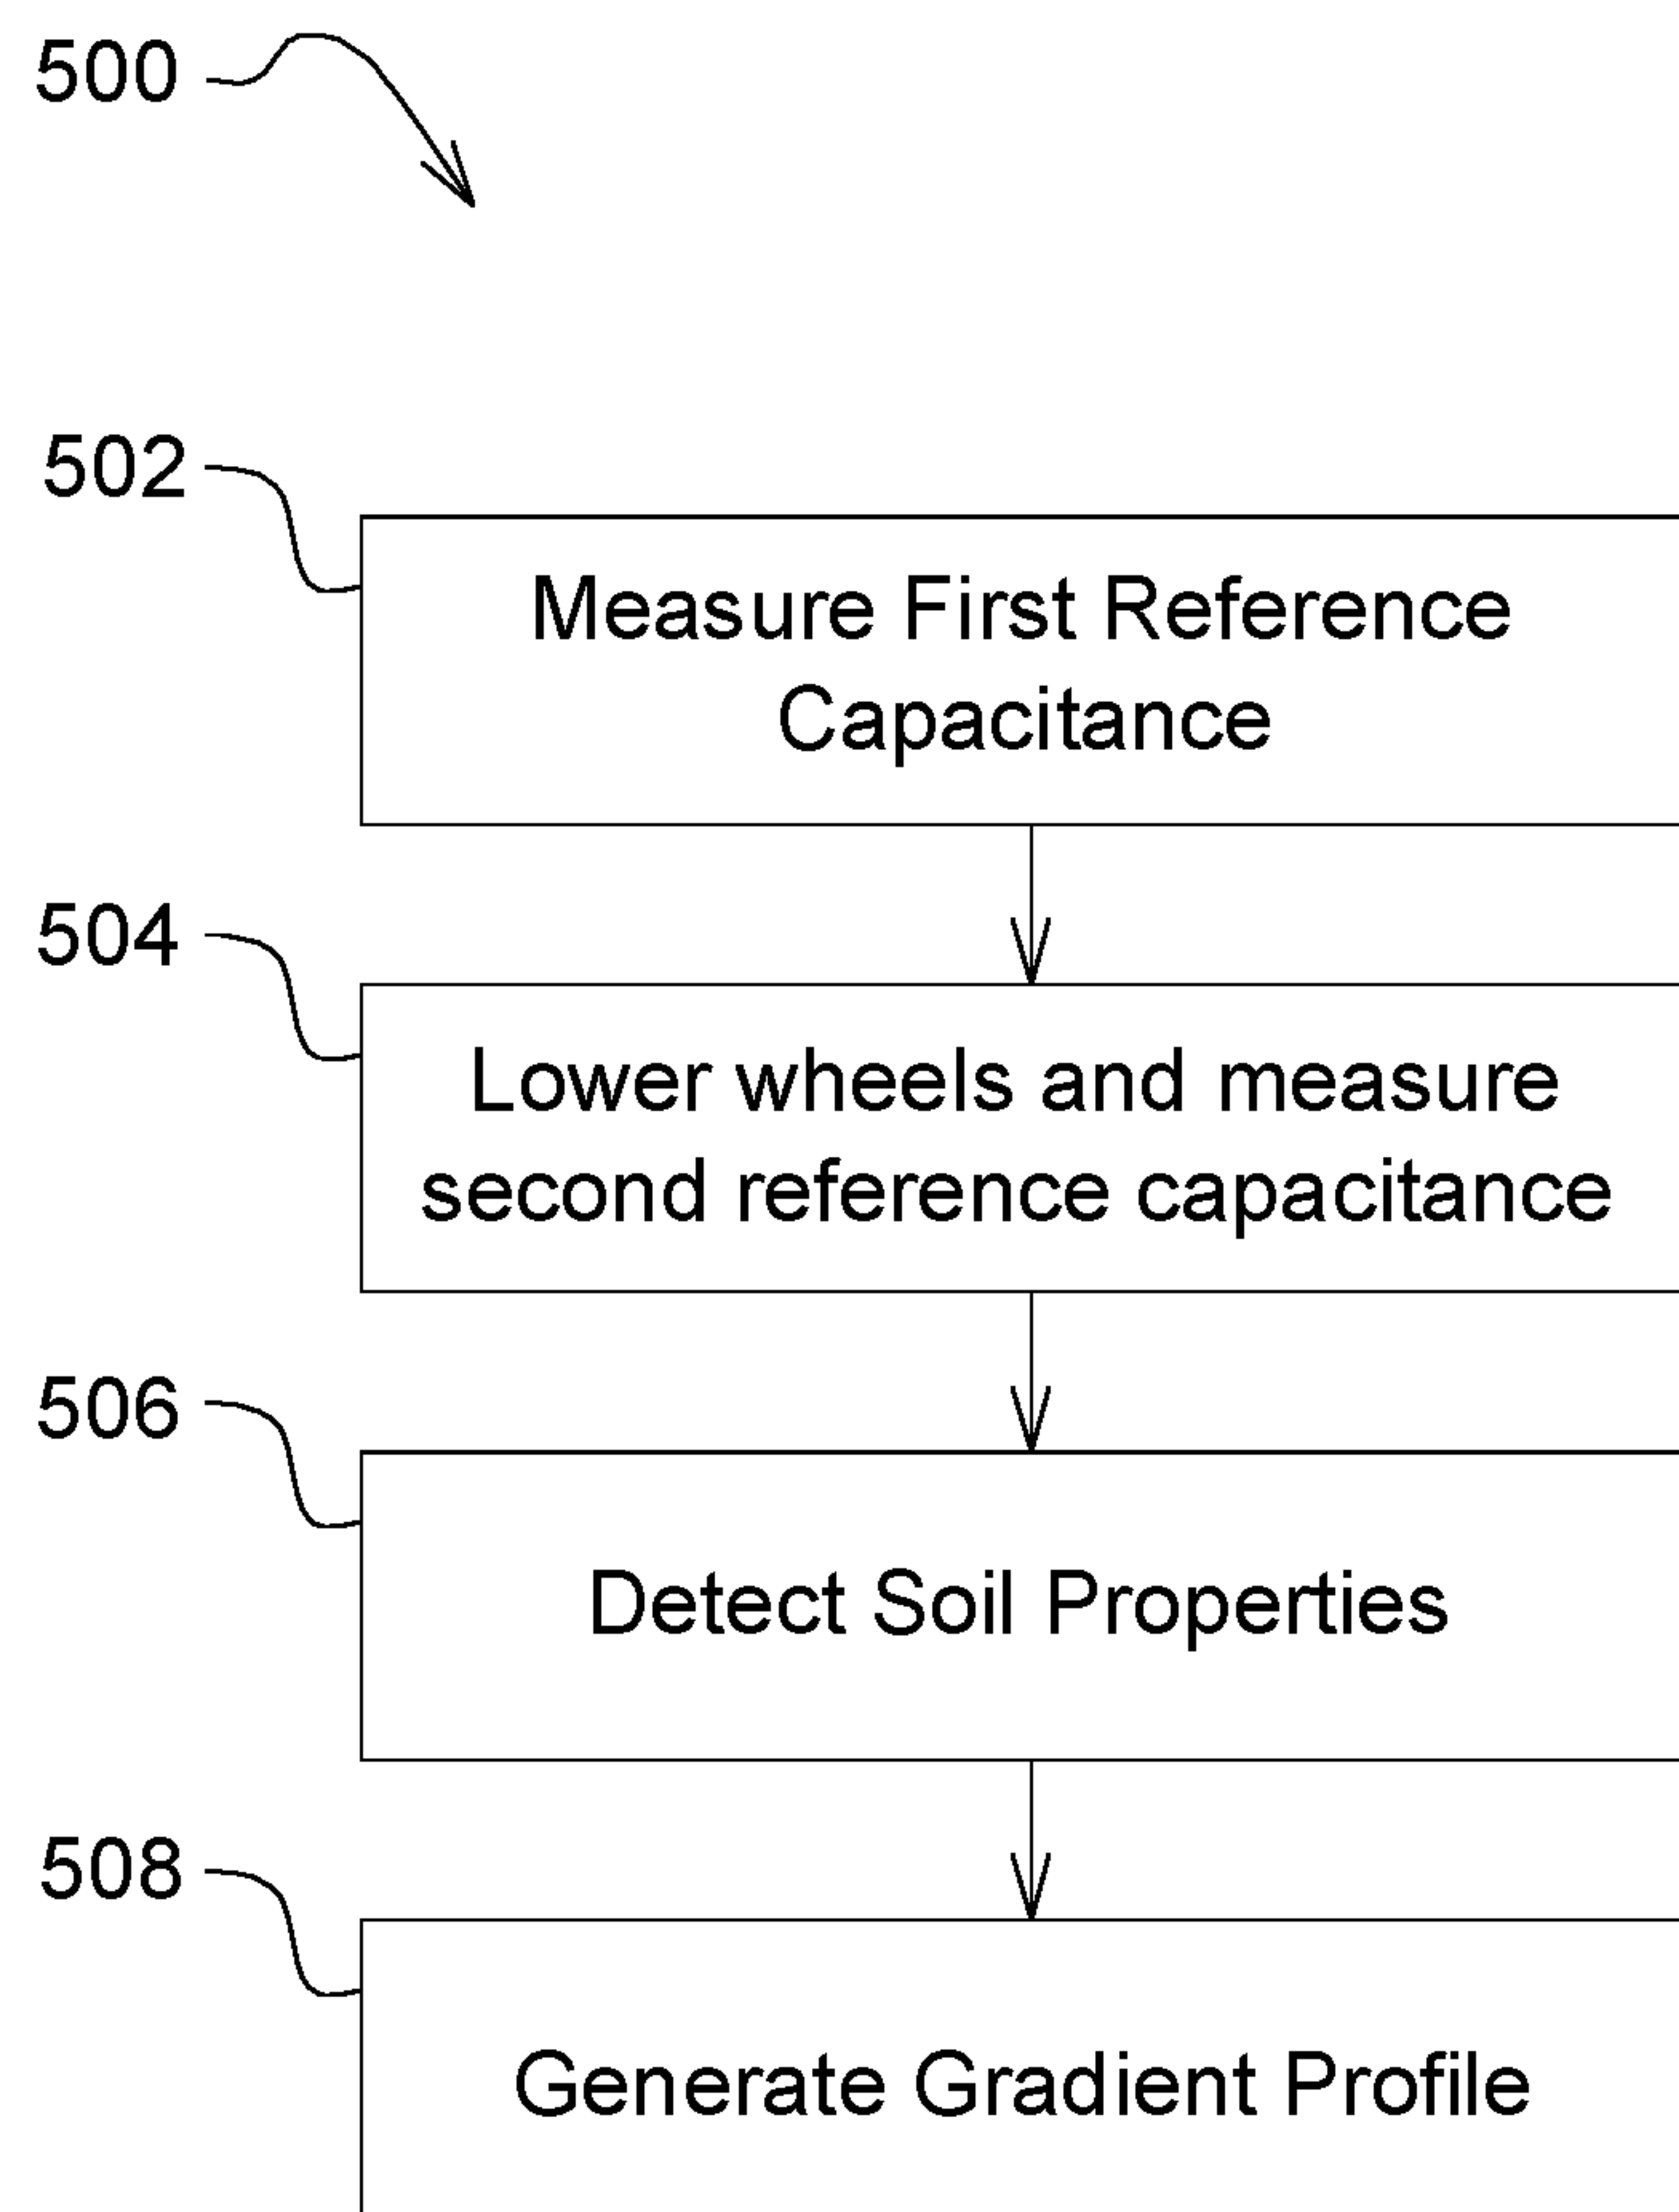 500
502
Measure First Reference
Capacitance
504
Lower wheels and measure
second reference capacitance
506
Detect Soil Properties
508
Generate Gradient Profile